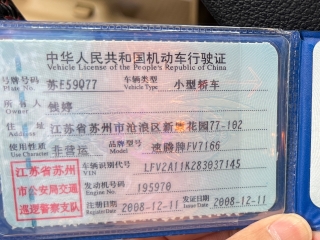 中华人民共和国机动车行驶证
Vehicle License of the People's Republic of China
号牌号码 苏E59Q77 车辆类型 小型轿车
Plate No. Vehicle Type
所有人 钱婷
Owner
住址 江苏省苏州市沧浪区新 花园77-102
Address
使用性质 非营运 品牌型号 牌FV7166
Use Character Model
车辆识别代号 LFV2A11K283037145
VIN
发动机号码 195970
Engine No.
注册日期 2008-12-11 发证日期 2008-12-11
Register Date Issue Date
江苏省苏州
市公安局交通
巡逻警察支队